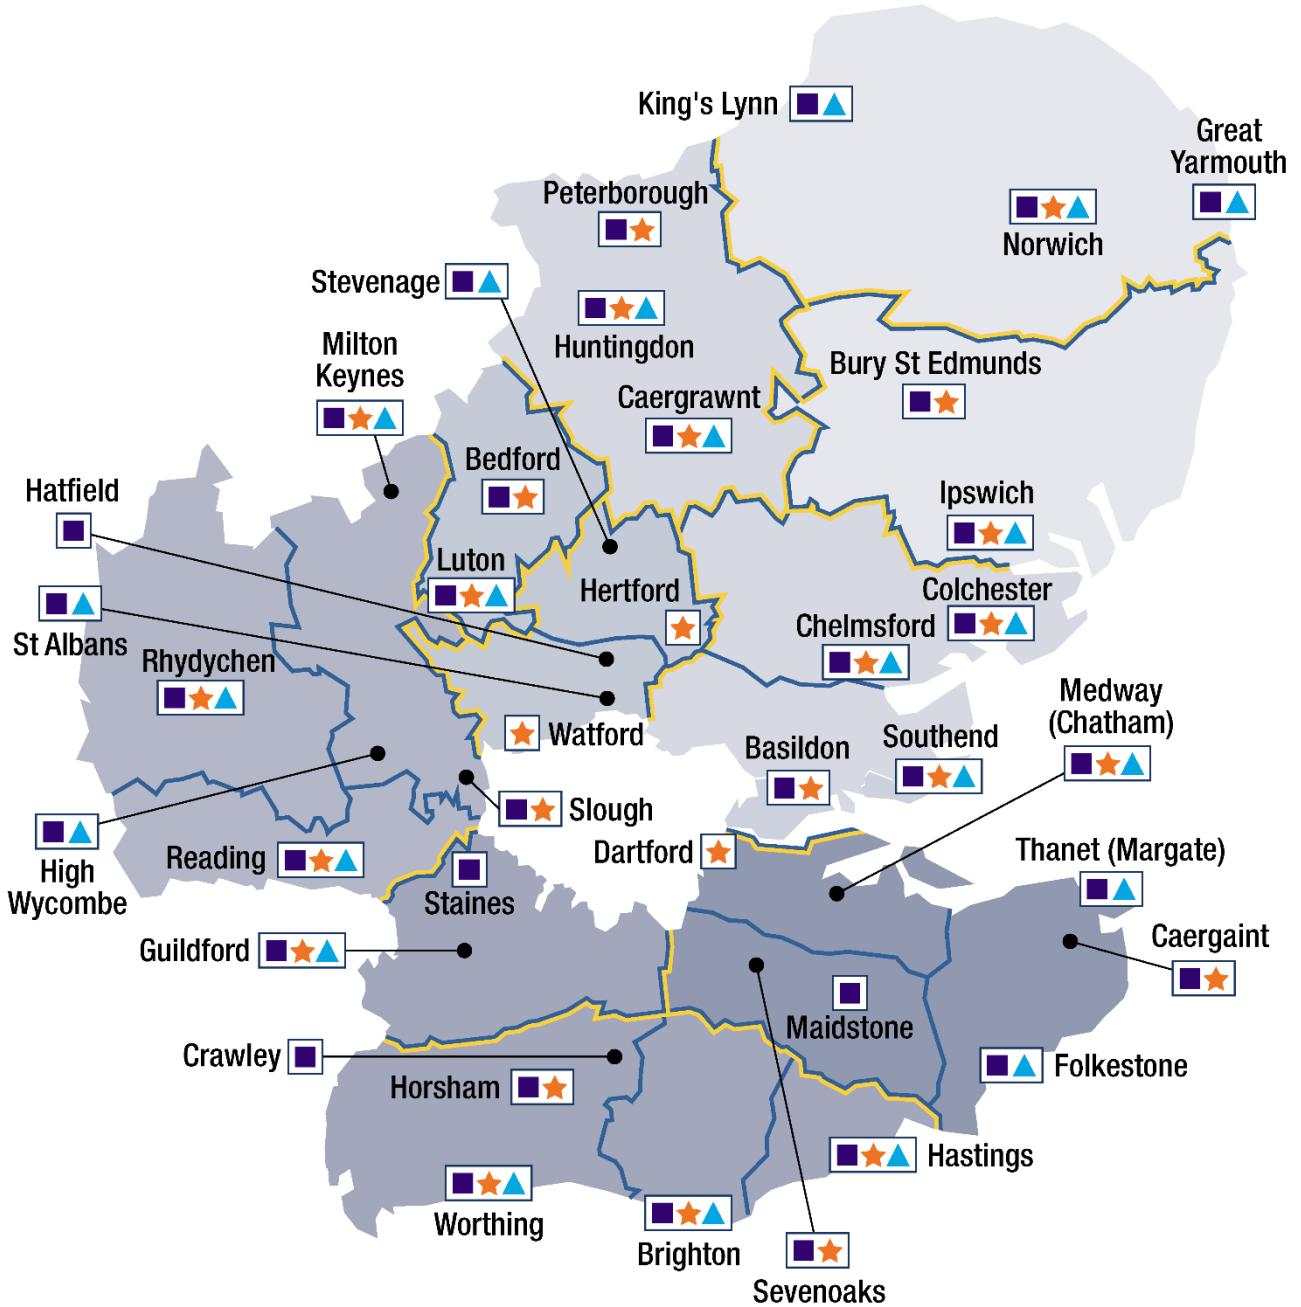 King's Lynn
Great
Yarmouth
Peterborough
Norwich
Stevenage
Huntingdon
Milton
Keynes
Bury St Edmunds
Caergrawnt
Bedford
Hatfield
Ipswich
Luton
Hertford
Colchester
St Albans
Chelmsford
Rhydychen
Medway
(Chatham)
Watford
Basildon
Southend
Slough
High
Wycombe
Reading
Dartford
Thanet (Margate)
Staines
Guildford
Caergaint
Maidstone
Crawley
Horsham
Folkestone
Hastings
Worthing
Brighton
Sevenoaks